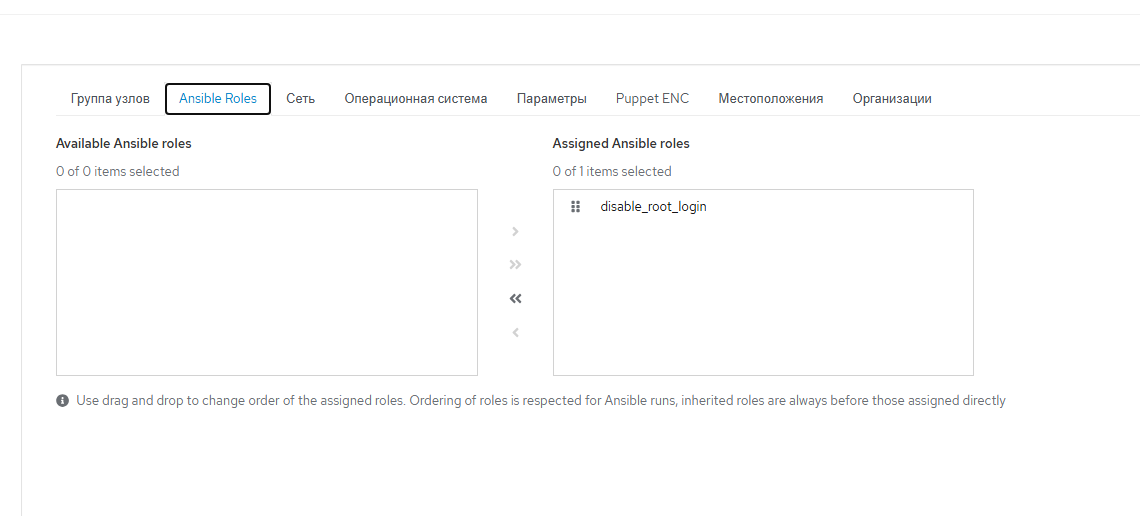 Группа узлов Ansible Roles Сеть Операционная система Параметры Puppet ENC Местоположения Организации
Available Ansible roles
0 of 0 items selected
Assigned Ansible roles
0 of 1 items selected
disable_root_login
Use drag and drop to change order of the assigned roles. Ordering of roles is respected for Ansible runs, inherited roles are always before those assigned directly